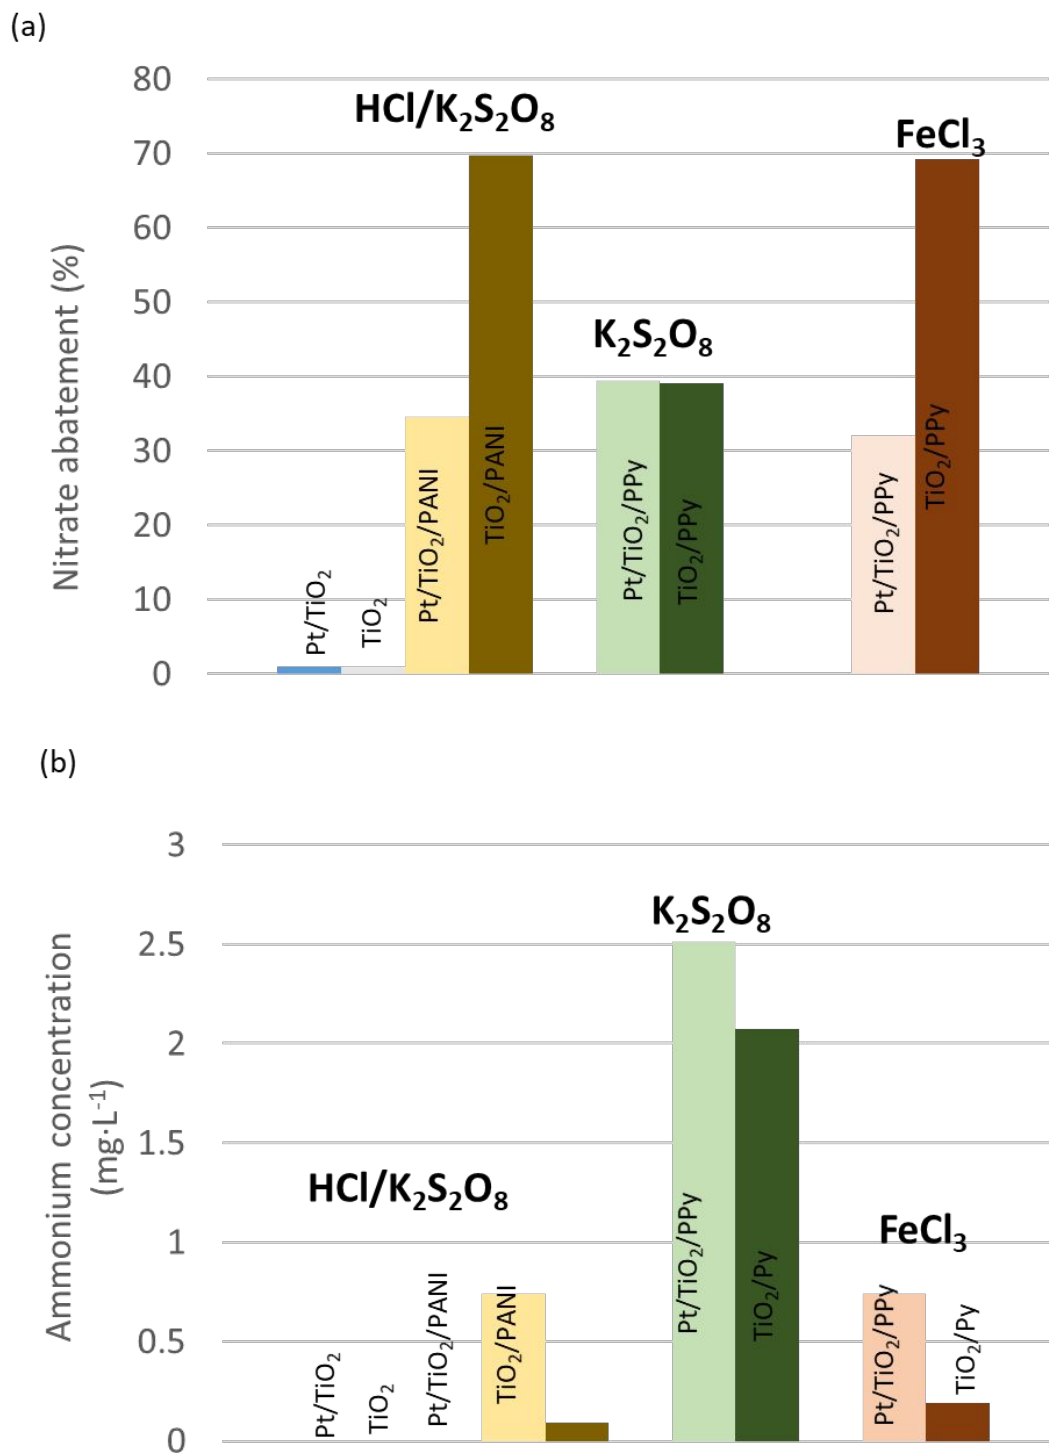 (a)
Nitrate abatement (%)
80
70
60
50
40
30
20
10
0
HCl/K₂S₂O₈
K₂S₂O₈
FeCl₃
Pt/TiO₂
TiO₂
Pt/TiO₂/PANI
TiO₂/PANI
Pt/TiO₂/PPy
TiO₂/PPy
Pt/TiO₂/PPy
TiO₂/PPy
(b)
Ammonium concentration
(mg·L⁻¹)
3
2.5
2
1.5
1
0.5
0
HCl/K₂S₂O₈
K₂S₂O₈
FeCl₃
Pt/TiO₂
TiO₂
Pt/TiO₂/PANI
TiO₂/PANI
Pt/TiO₂/PPy
TiO₂/Py
Pt/TiO₂/PPy
TiO₂/Py